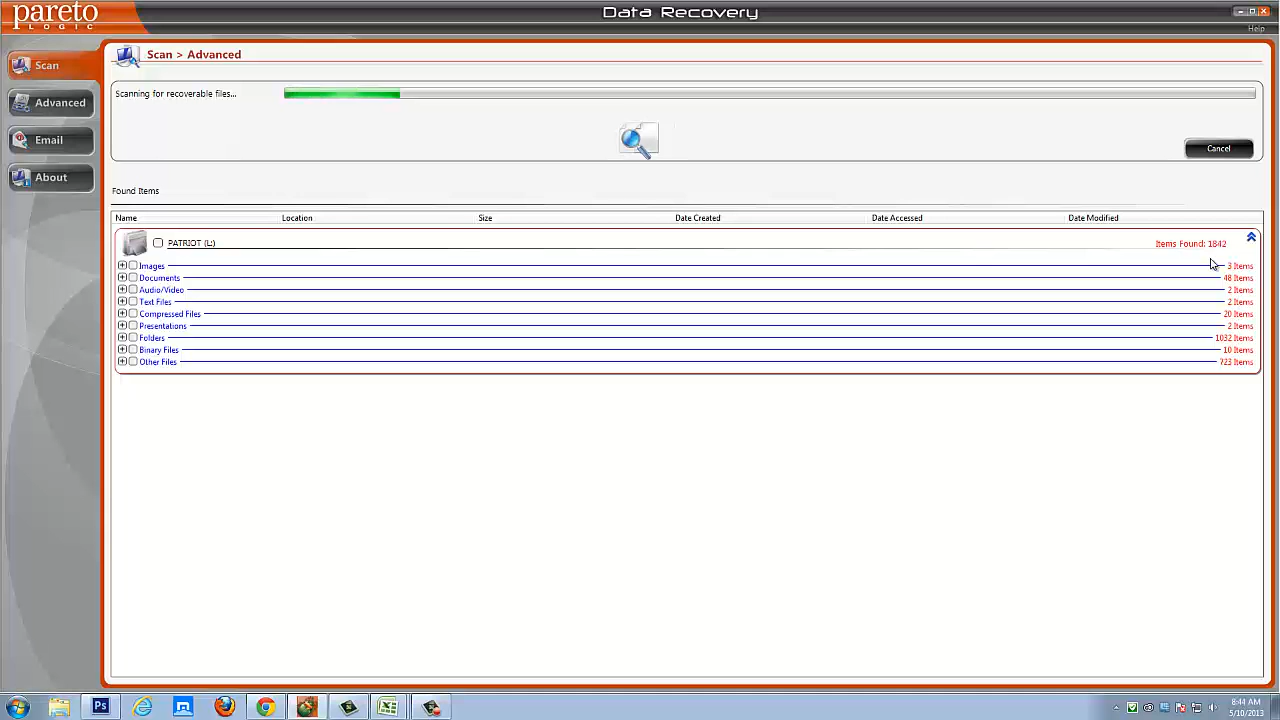 pareto
LOGIC
Data Recovery
Help
Scan
Advanced
Email
About
Scan > Advanced
Scanning for recoverable files...
Cancel
Found Items
Name Location Size Date Created Date Accessed Date Modified
PATRIOT (L:) Items Found: 1842
Images 3 Items
Documents 48 Items
Audio/Video 2 Items
Text Files 2 Items
Compressed Files 20 Items
Presentations 2 Items
Folders 1032 Items
Binary Files 10 Items
Other Files 723 Items
Ps
8:44 AM
5/10/2013